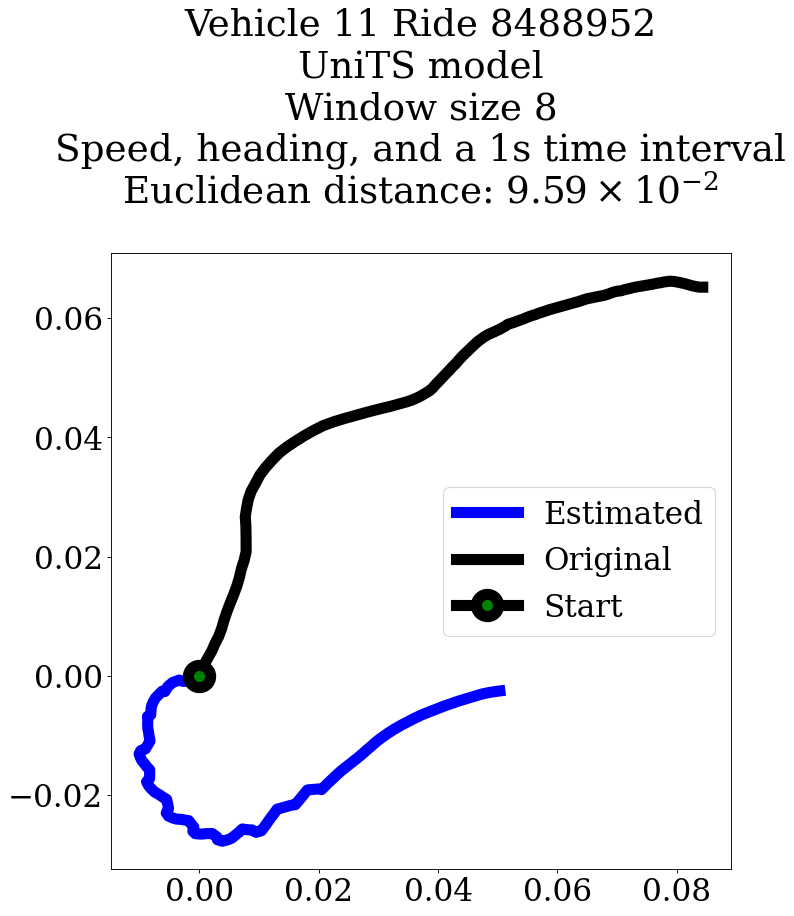 Vehicle 11 Ride 8488952
UniTS model
Window size 8
Speed, heading, and a 1s time interval
Euclidean distance: 9.59 × 10⁻²
0.06
0.04
0.02
0.00
−0.02
Estimated
Original
Start
0.00 0.02 0.04 0.06 0.08